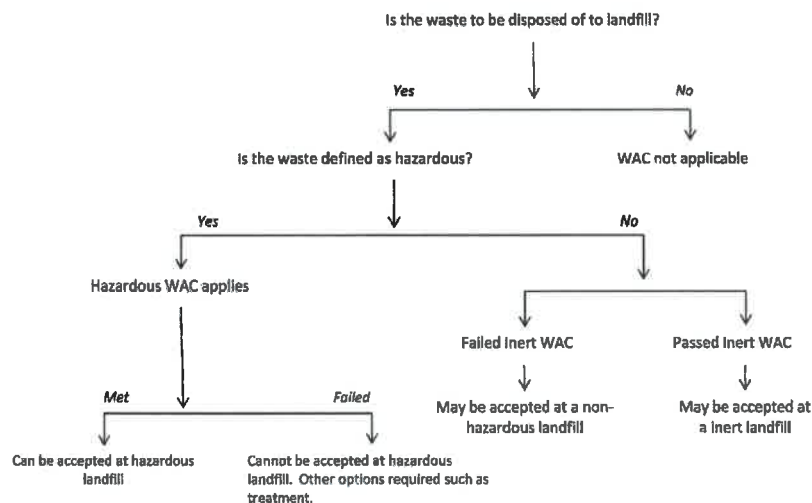 Is the waste to be disposed of to landfill?
Yes
No
Is the waste defined as hazardous?
WAC not applicable
Yes
No
Hazardous WAC applies
Failed Inert WAC
Passed Inert WAC
Met
Failed
May be accepted at a non-
hazardous landfill
May be accepted at
a inert landfill
Can be accepted at hazardous
landfill
Cannot be accepted at hazardous
landfill. Other options required such as
treatment.